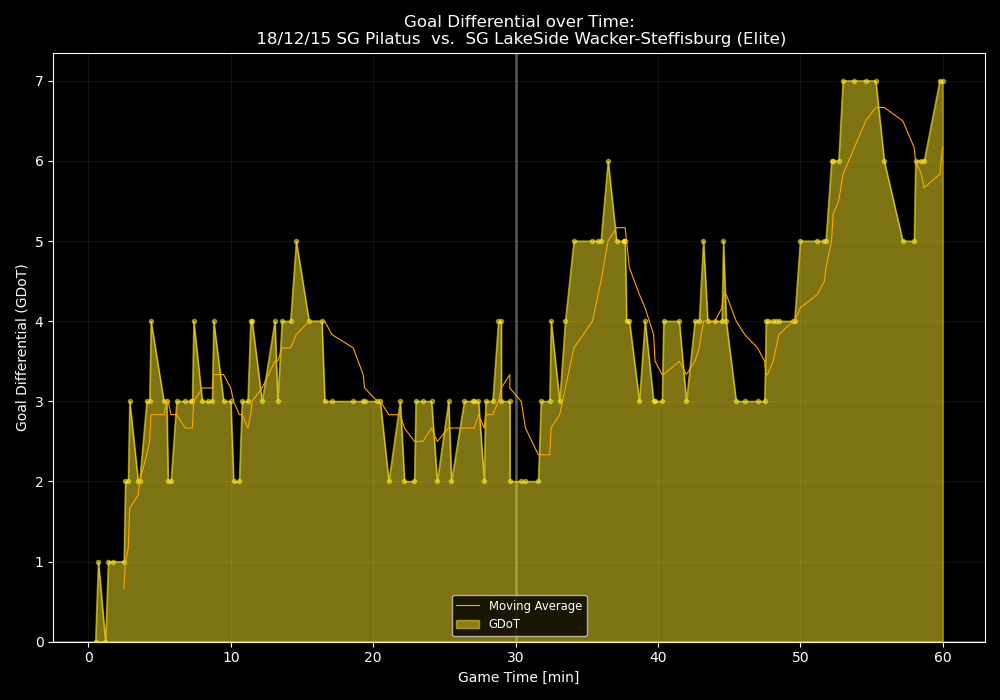 Goal Differential over Time:
18/12/15 SG Pilatus  vs.  SG LakeSide Wacker-Steffisburg (Elite)
Goal Differential (GDoT)
7
6
5
4
3
2
1
0
Moving Average
GDoT
0 10 20 30 40 50 60
Game Time [min]